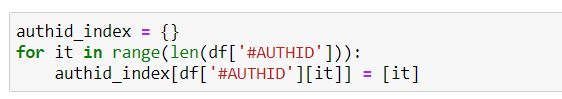 authid_index = {}
for it in range(len(df['#AUTHID'])):
    authid_index[df['#AUTHID'][it]] = [it]